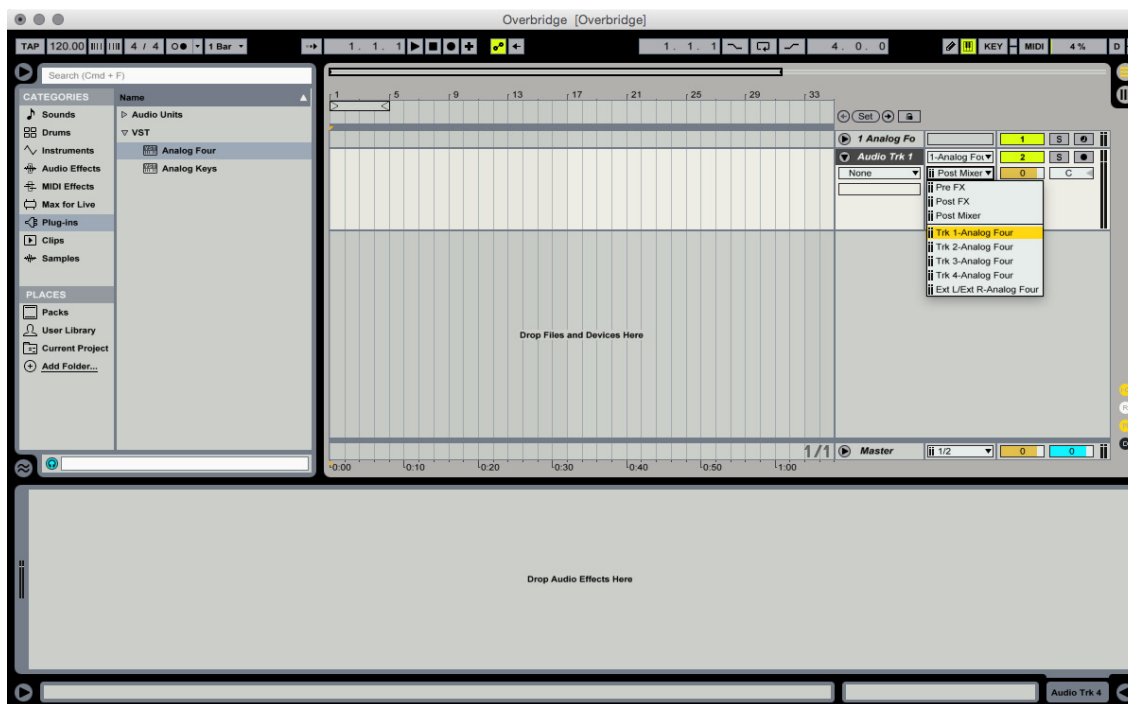 Overbridge [Overbridge]
TAP 120.00 4 / 4 1 Bar 1. 1. 1 1. 1. 1 4. 0. 0 KEY MIDI 4 % D
Search (Cmd + F)
CATEGORIES
Sounds
Drums
Instruments
Audio Effects
MIDI Effects
Max for Live
Plug-ins
Clips
Samples
PLACES
Packs
User Library
Current Project
Add Folder...
Name
Audio Units
VST
Analog Four
Analog Keys
1 5 9 13 17 21 25 29 33
Set
1 Analog Fo 1 S
Audio Trk 1 1-Analog Fou 2 S
None Post Mixer 0 C
Pre FX
Post FX
Post Mixer
Trk 1-Analog Four
Trk 2-Analog Four
Trk 3-Analog Four
Trk 4-Analog Four
Ext L/Ext R-Analog Four
Drop Files and Devices Here
1/1 Master 1/2 0 0
0:00 0:10 0:20 0:30 0:40 0:50 1:00
R
D
Drop Audio Effects Here
Audio Trk 4